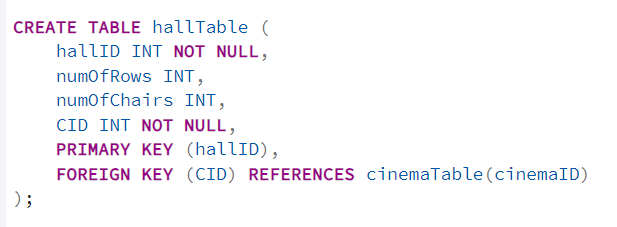 CREATE TABLE hallTable (
    hallID INT NOT NULL,
    numOfRows INT,
    numOfChairs INT,
    CID INT NOT NULL,
    PRIMARY KEY (hallID),
    FOREIGN KEY (CID) REFERENCES cinemaTable(cinemaID)
);